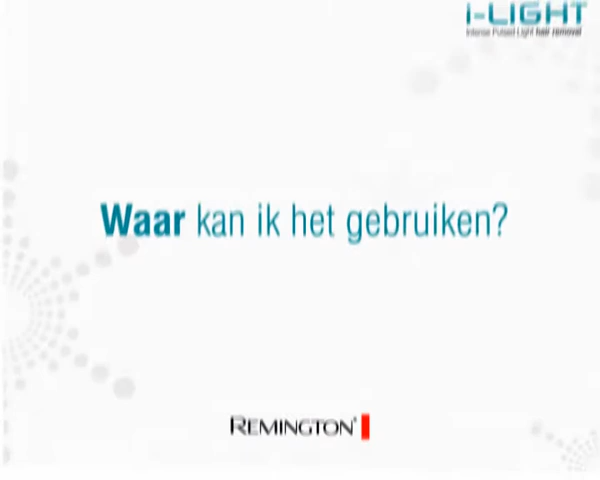 i-LIGHT
Intense Pulsed Light hair removal
Waar kan ik het gebruiken?
REMINGTON